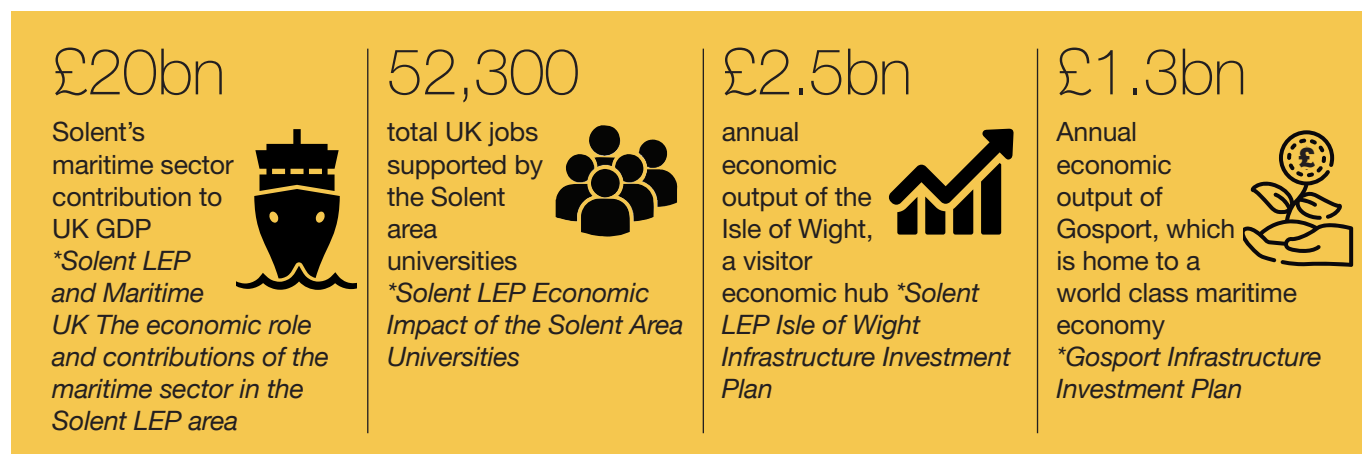 £20bn
Solent's
maritime sector
contribution to
UK GDP
*Solent LEP
and Maritime
UK The economic role
and contributions of the
maritime sector in the
Solent LEP area
52,300
total UK jobs
supported by
the Solent
area
universities
*Solent LEP Economic
Impact of the Solent Area
Universities
£2.5bn
annual
economic
output of the
Isle of Wight,
a visitor
economic hub *Solent
LEP Isle of Wight
Infrastructure Investment
Plan
£1.3bn
Annual
economic
output of
Gosport, which
is home to a
world class maritime
economy
*Gosport Infrastructure
Investment Plan
£